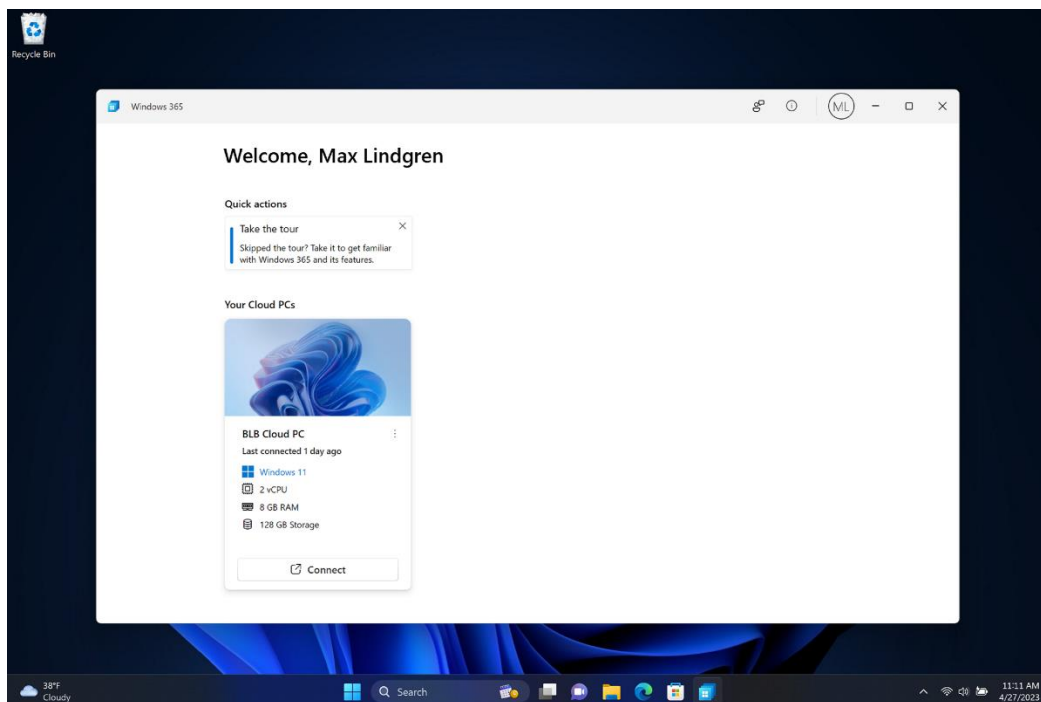 Recycle Bin
Windows 365
ML
Welcome, Max Lindgren
Quick actions
Take the tour
Skipped the tour? Take it to get familiar
with Windows 365 and its features.
Your Cloud PCs
BLB Cloud PC
Last connected 1 day ago
Windows 11
2 vCPU
8 GB RAM
128 GB Storage
Connect
38°F
Cloudy
Search
11:11 AM
4/27/2023